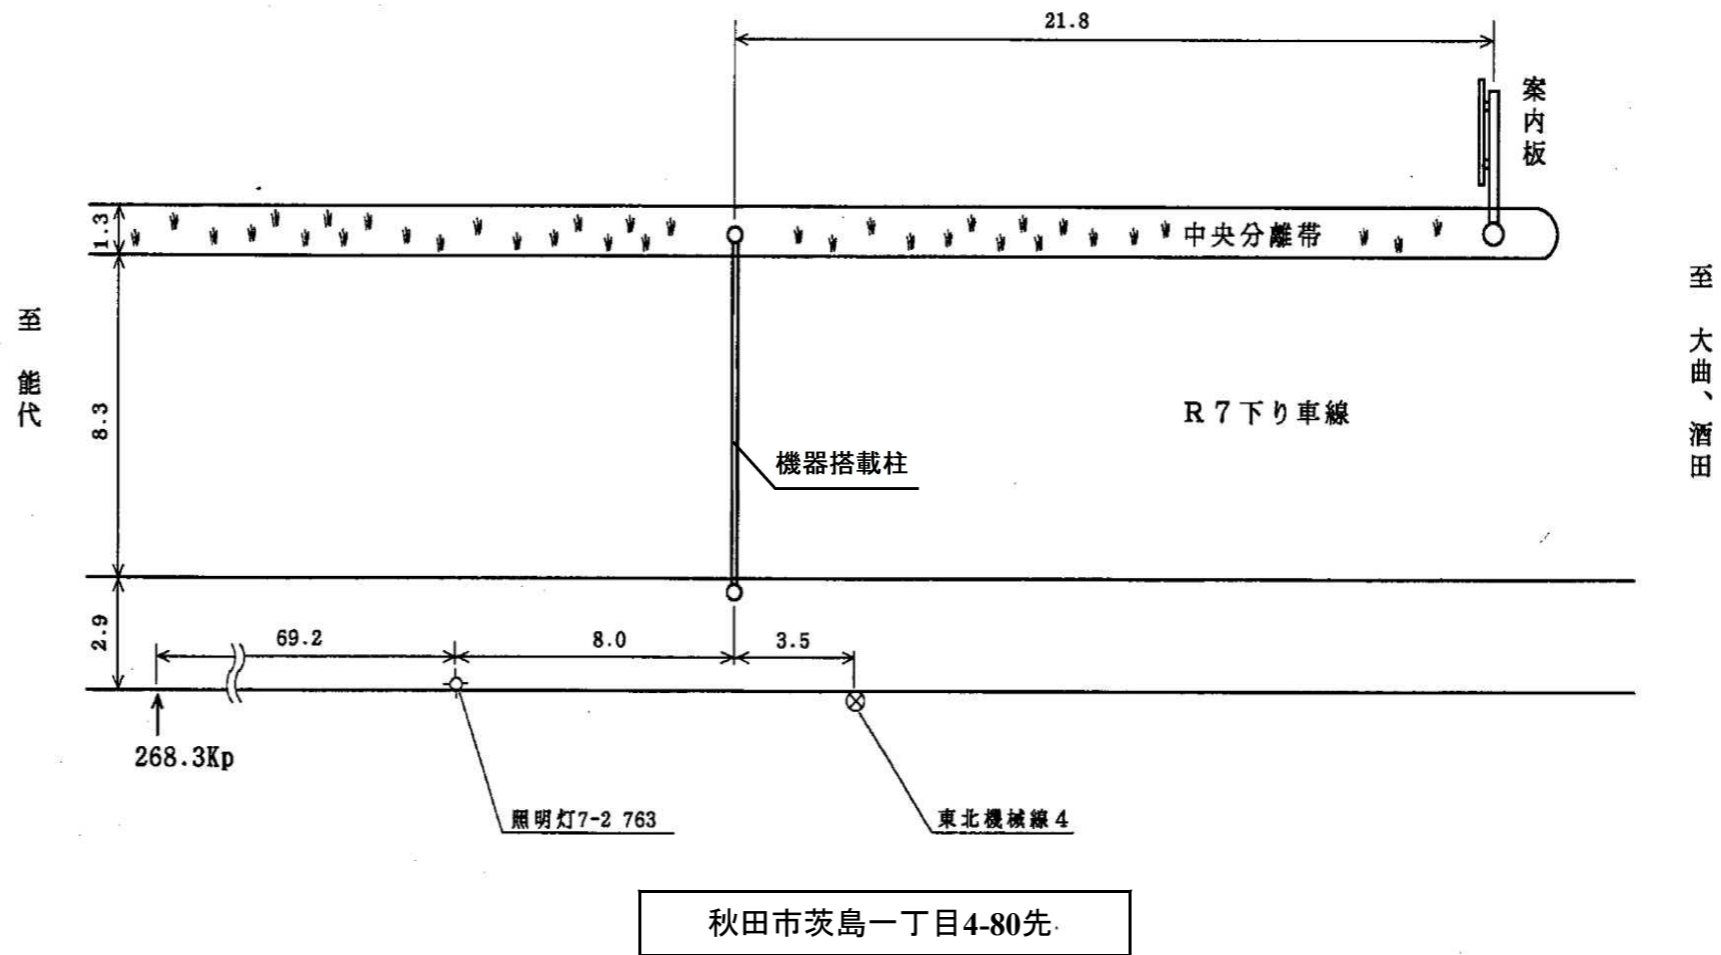 21.8
案内板
1.3
中央分離帯
至 能代
至 大曲、酒田
8.3
R7下り車線
機器搭載柱
2.9
69.2
8.0
3.5
268.3Kp
照明灯7-2 763
東北機械線4
秋田市茨島一丁目4-80先